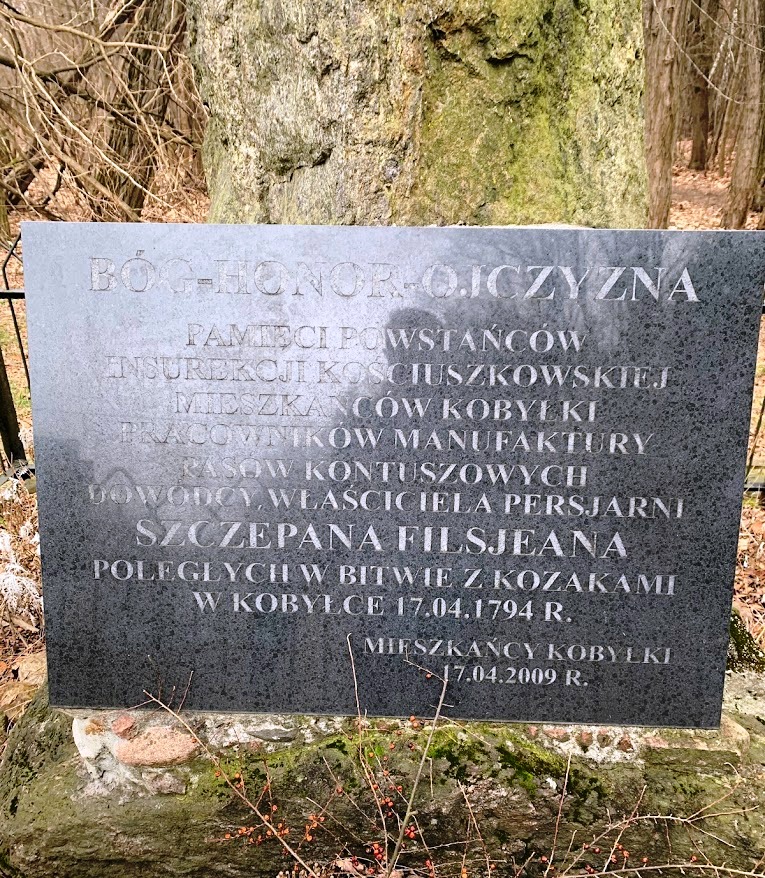 BÓG-HONOR-OJCZYZNA
PAMIĘCI POWSTAŃCÓW
INSUREKCJI KOŚCIUSZKOWSKIEJ
MIESZKAŃCÓW KOBYŁKI
PRACOWNIKÓW MANUFAKTURY
PASÓW KONTUSZOWYCH
DOWÓDCY, WŁAŚCICIELA PERSJARNI
SZCZEPANA FILSJEANA
POLEGŁYCH W BITWIE Z KOZAKAMI
W KOBYŁCE 17.04.1794 R.
MIESZKAŃCY KOBYŁKI
17.04.2009 R.